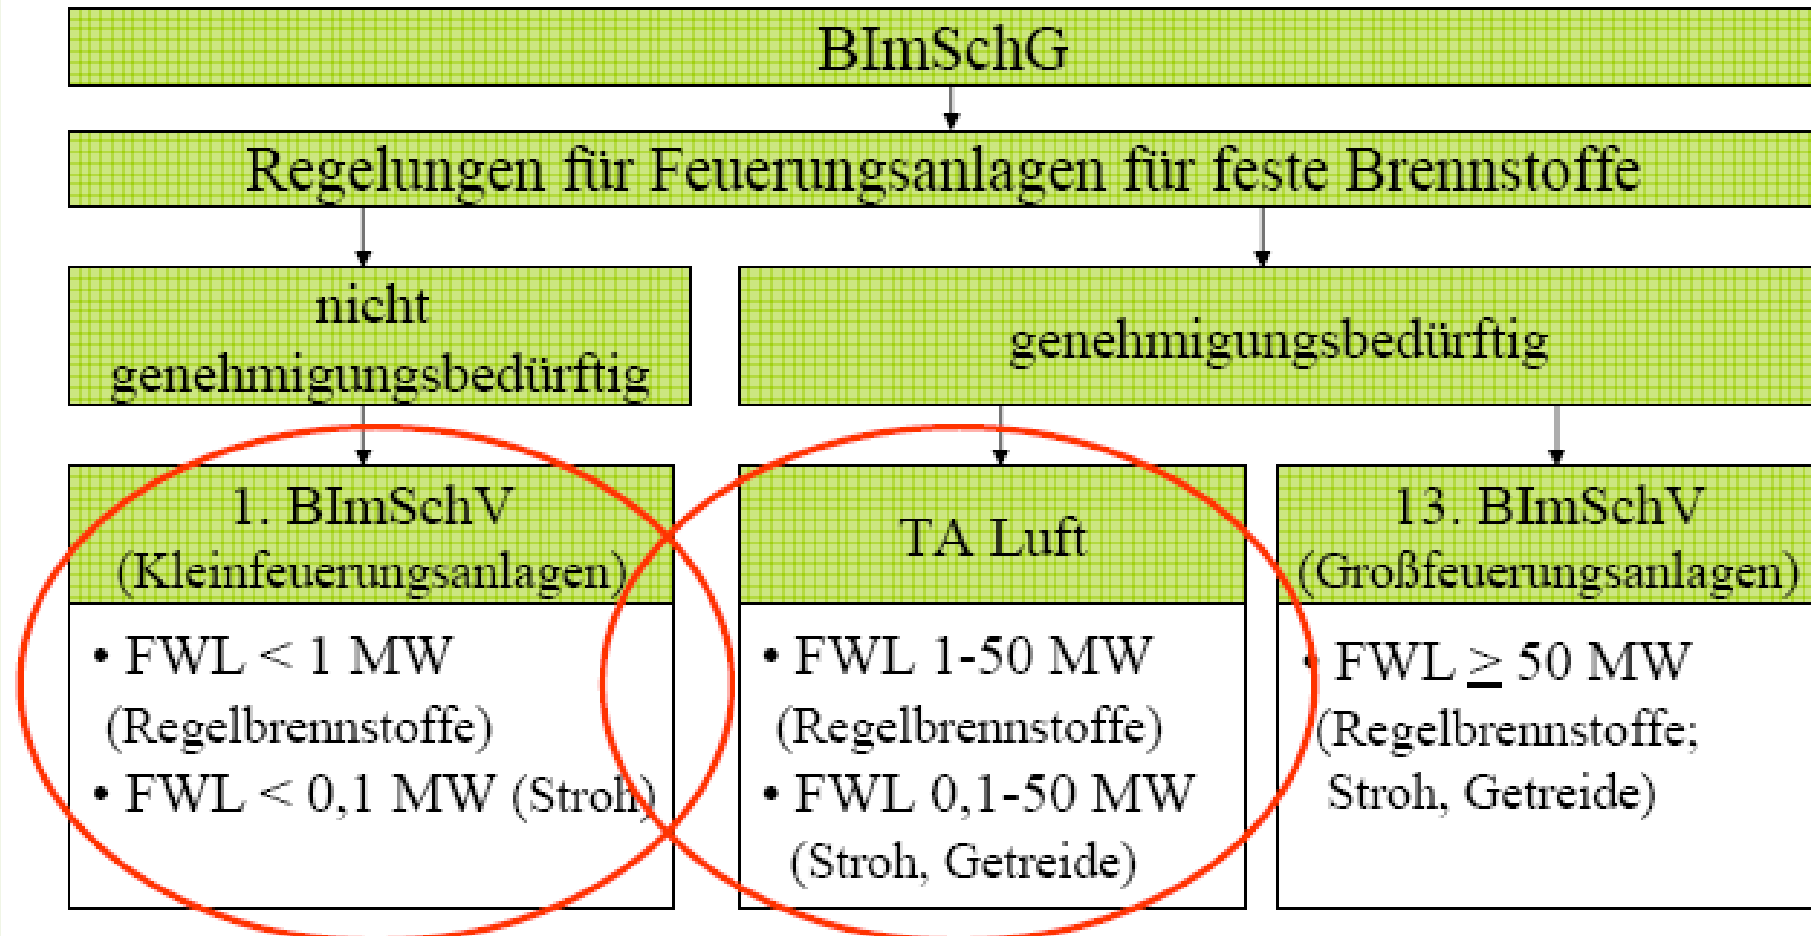 BImSchG
Regelungen für Feuerungsanlagen für feste Brennstoffe
nicht
genehmigungsbedürftig
genehmigungsbedürftig
1. BImSchV
(Kleinfeuerungsanlagen)
• FWL < 1 MW
(Regelbrennstoffe)
• FWL < 0,1 MW (Stroh)
TA Luft
• FWL 1-50 MW
(Regelbrennstoffe)
• FWL 0,1-50 MW
(Stroh, Getreide)
13. BImSchV
(Großfeuerungsanlagen)
• FWL ≥ 50 MW
(Regelbrennstoffe;
Stroh, Getreide)